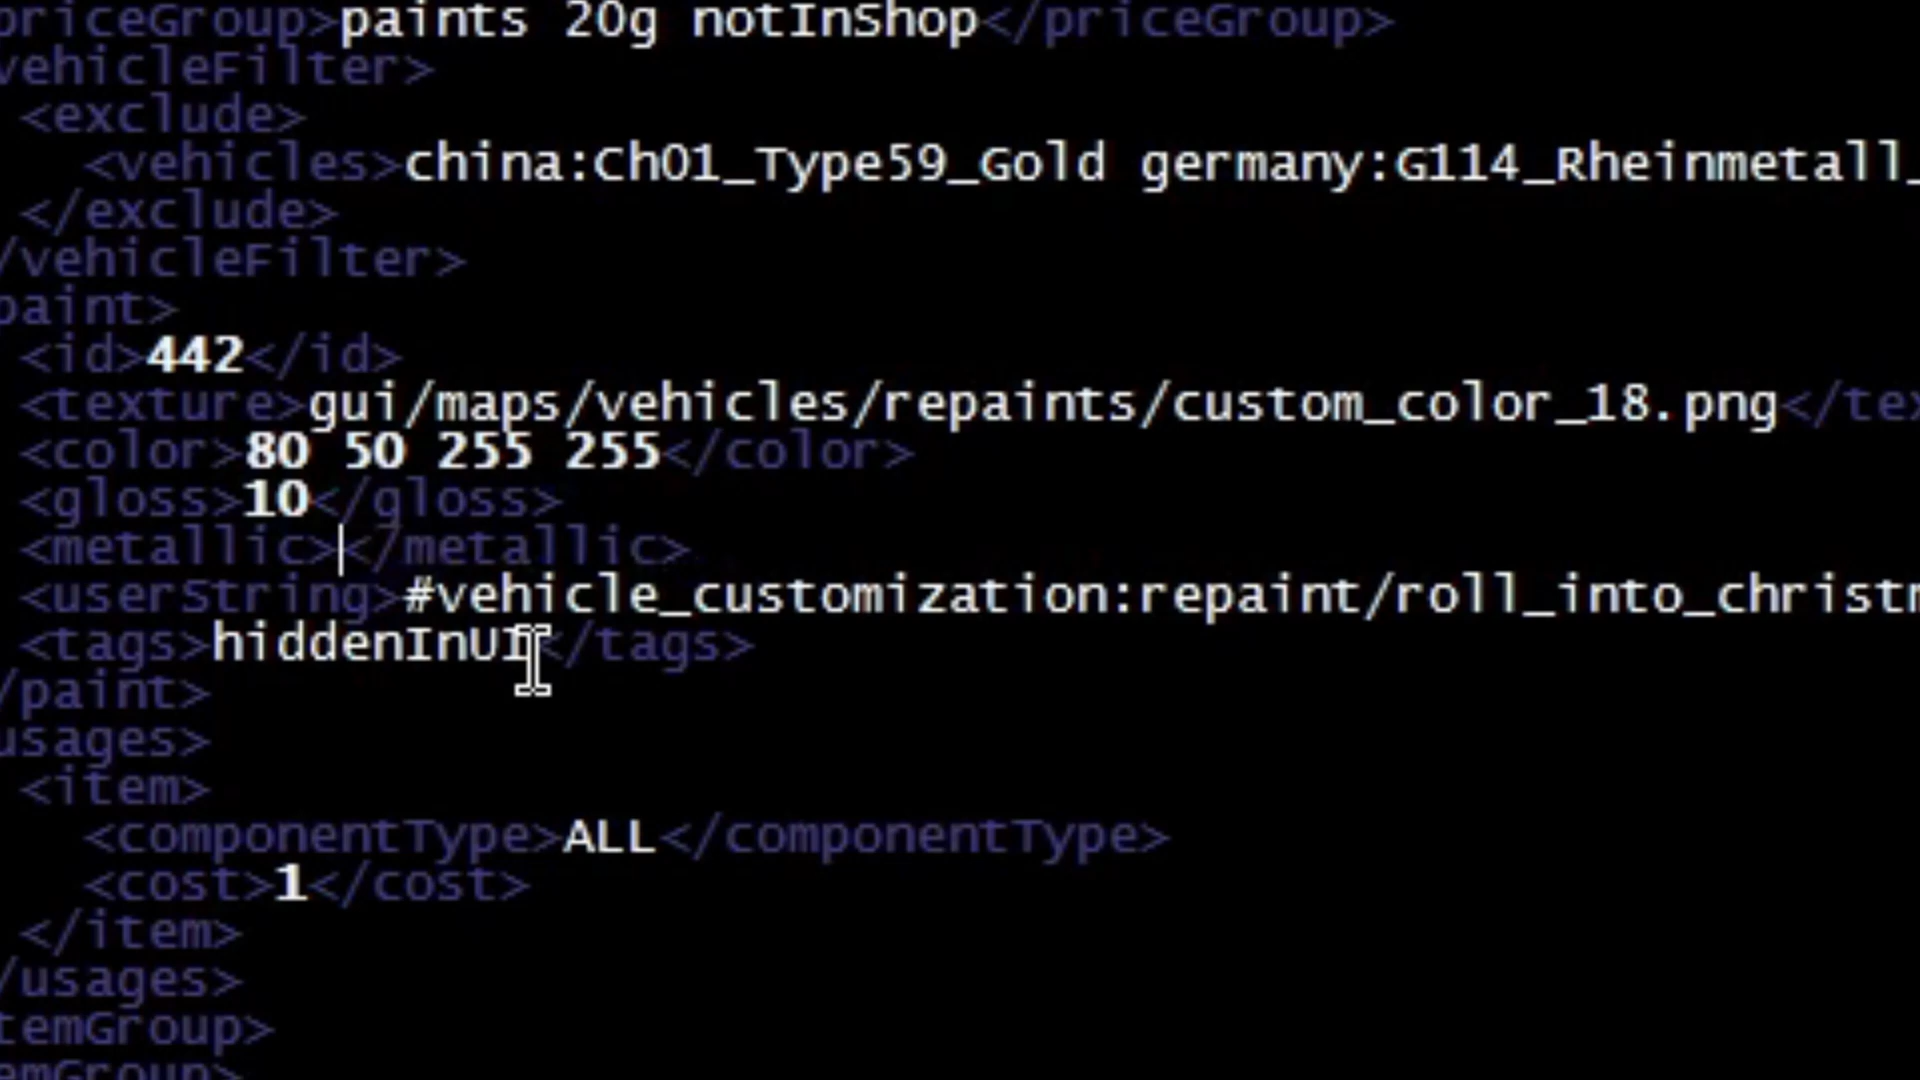 priceGroup>paints 20g notInShop</priceGroup>
vehicleFilter>
<exclude>
<vehicles>china:Ch01_Type59_Gold germany:G114_Rheinmetall_
</exclude>
/vehicleFilter>
paint>
<id>442</id>
<texture>gui/maps/vehicles/repaints/custom_color_18.png</tex
<color>80 50 255 255</color>
<gloss>10</gloss>
<metallic></metallic>
<userString>#vehicle_customization:repaint/roll_into_christm
<tags>hiddenInUI</tags>
/paint>
usages>
<item>
<componentType>ALL</componentType>
<cost>1</cost>
</item>
/usages>
temGroup>
emGroup>